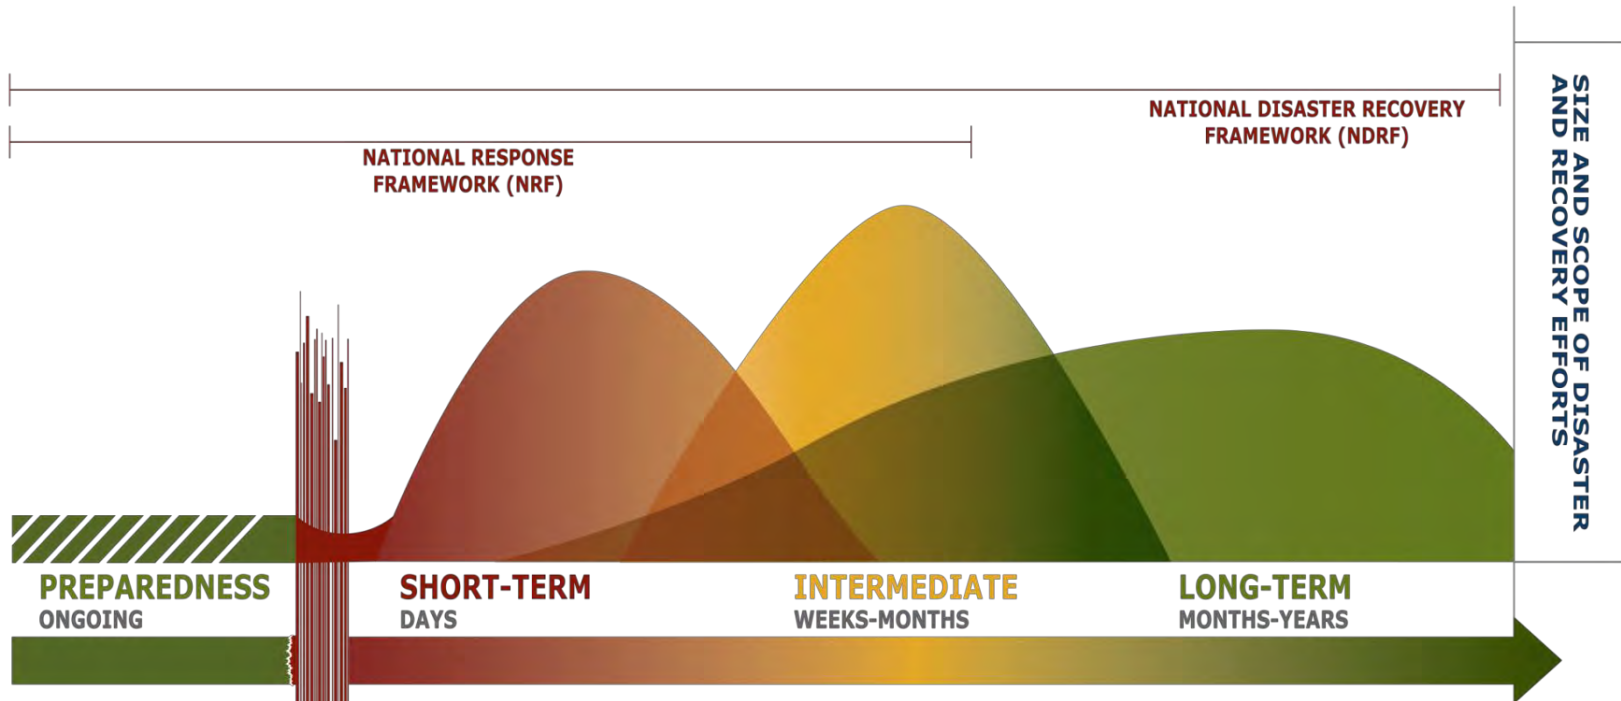 NATIONAL DISASTER RECOVERY
FRAMEWORK (NDRF)
NATIONAL RESPONSE
FRAMEWORK (NRF)
SIZE AND SCOPE OF DISASTER
AND RECOVERY EFFORTS
PREPAREDNESS
ONGOING
SHORT-TERM
DAYS
INTERMEDIATE
WEEKS-MONTHS
LONG-TERM
MONTHS-YEARS